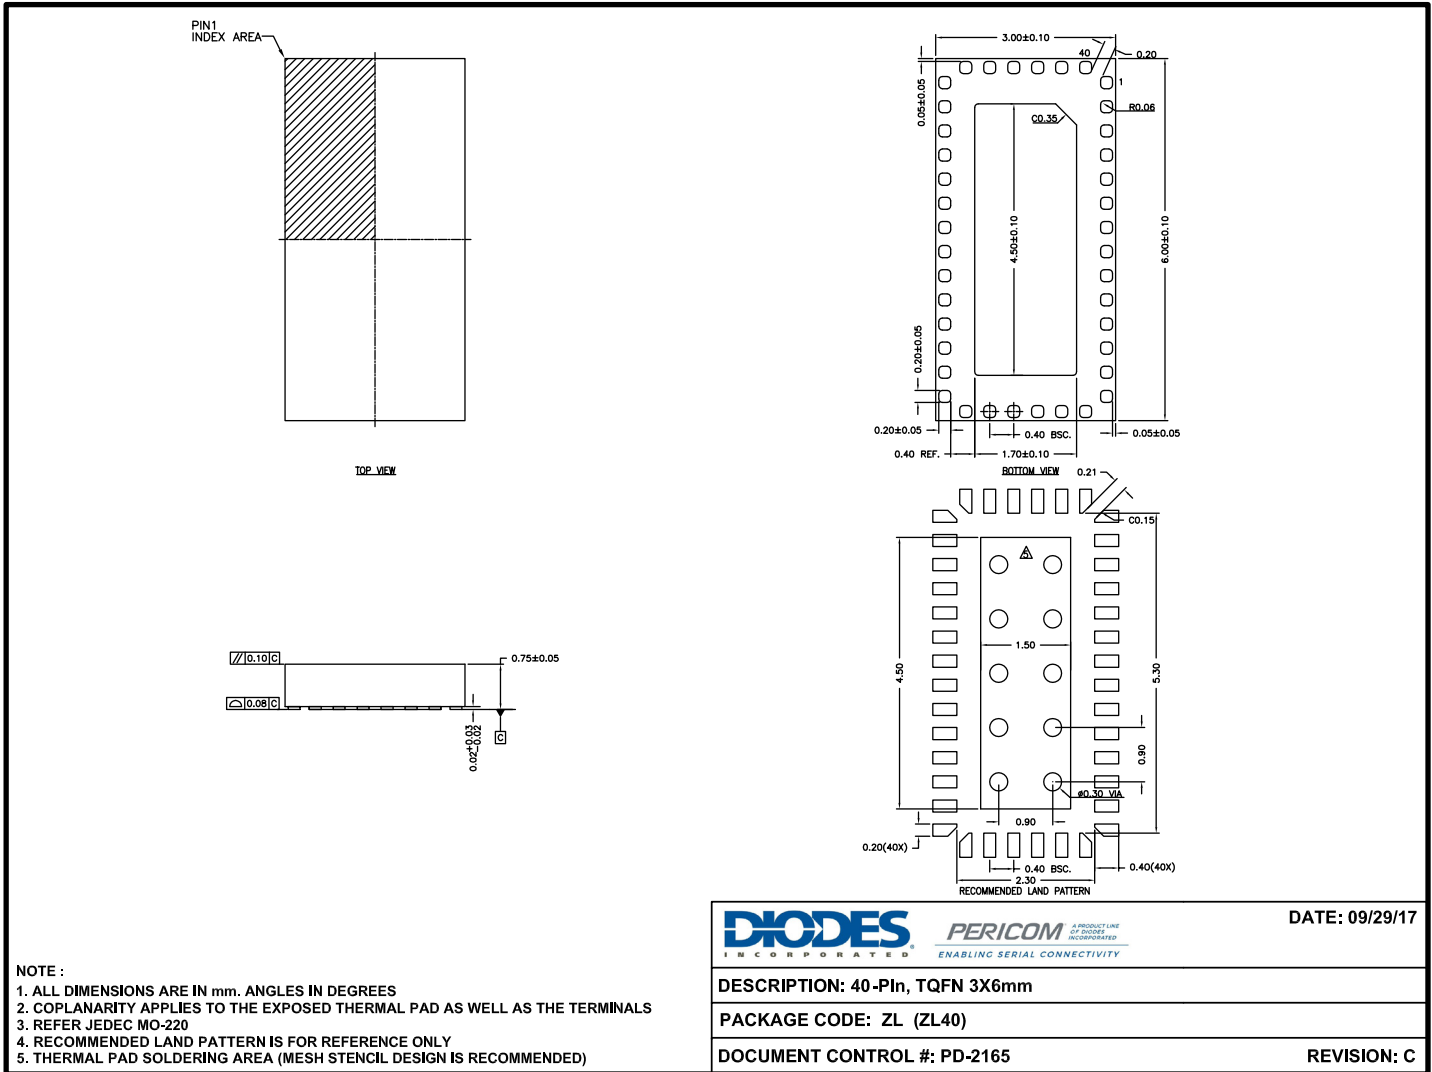 PIN1
INDEX AREA
TOP VIEW
3.00±0.10
40
0.20
1
0.05±0.05
R0.06
C0.35
4.50±0.10
6.00±0.10
0.20±0.05
0.20±0.05
0.40 BSC.
0.05±0.05
0.40 REF.
1.70±0.10
BOTTOM VIEW
0.21
C0.15
5
1.50
4.50
5.30
0.90
ø0.30 VIA
0.90
0.20(40X)
0.40 BSC.
0.40(40X)
2.30
RECOMMENDED LAND PATTERN
// 0.10 C
0.75±0.05
0.08 C
0.02+0.03
-0.02
C
DIODES
INCORPORATED
PERICOM
A PRODUCT LINE
OF DIODES
INCORPORATED
ENABLING SERIAL CONNECTIVITY
DATE: 09/29/17
DESCRIPTION: 40-Pin, TQFN 3X6mm
PACKAGE CODE: ZL (ZL40)
DOCUMENT CONTROL #: PD-2165
REVISION: C
NOTE :
1. ALL DIMENSIONS ARE IN mm. ANGLES IN DEGREES
2. COPLANARITY APPLIES TO THE EXPOSED THERMAL PAD AS WELL AS THE TERMINALS
3. REFER JEDEC MO-220
4. RECOMMENDED LAND PATTERN IS FOR REFERENCE ONLY
5. THERMAL PAD SOLDERING AREA (MESH STENCIL DESIGN IS RECOMMENDED)